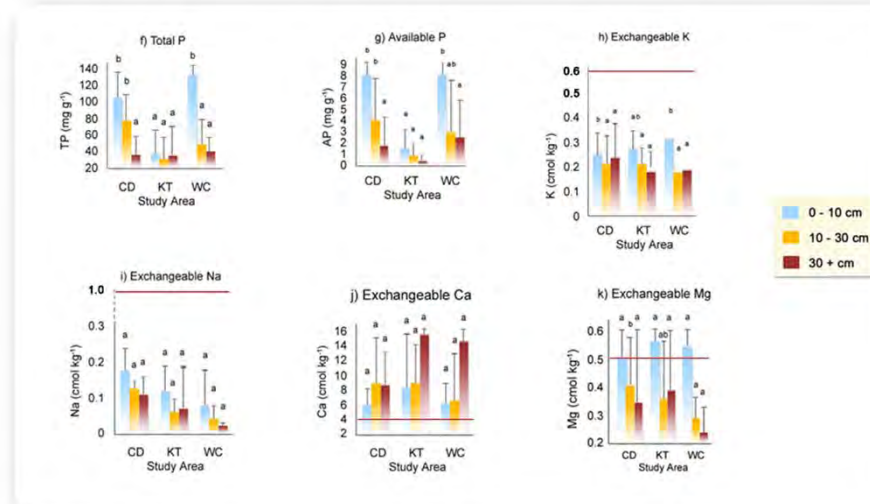 f) Total P
TP (mg g⁻¹)
140
120
100
80
60
40
20
b
b
a
a
a
a
b
a
a
CD KT WC
Study Area
g) Available P
AP (mg g⁻¹)
9
8
7
6
5
4
3
2
1
0
b
b
a
a
a
a
b
ab
a
CD KT WC
Study Area
h) Exchangeable K
K (cmol kg⁻¹)
0.6
0.5
0.4
0.3
0.2
0.1
0
b
a
a
ab
a
a
b
a
a
CD KT WC
Study Area
0 - 10 cm
10 - 30 cm
30 + cm
i) Exchangeable Na
Na (cmol kg⁻¹)
1.0
0.3
0.2
0.1
0
a
a
a
a
a
a
a
a
a
CD KT WC
Study Area
j) Exchangeable Ca
Ca (cmol kg⁻¹)
16
14
12
10
8
6
4
2
a
a
a
a
a
a
a
a
a
CD KT WC
Study Area
k) Exchangeable Mg
Mg (cmol kg⁻¹)
0.6
0.5
0.4
0.3
0.2
a
b
a
a
ab
a
a
a
a
CD KT WC
Study Area